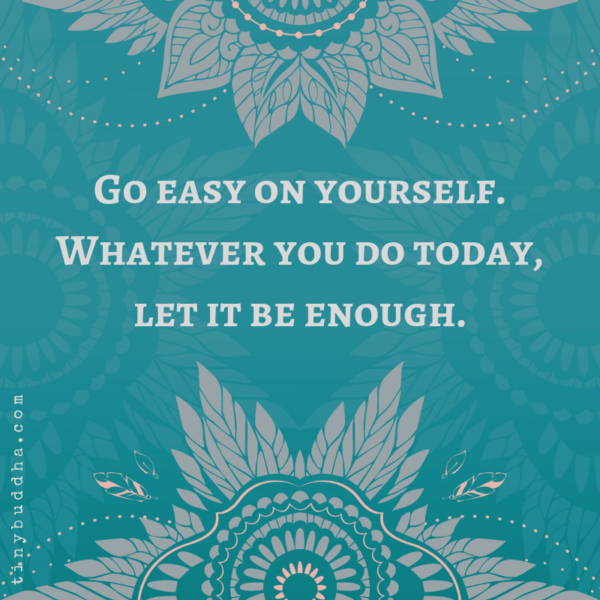 Go easy on yourself.
Whatever you do today,
let it be enough.
tinybuddha.com